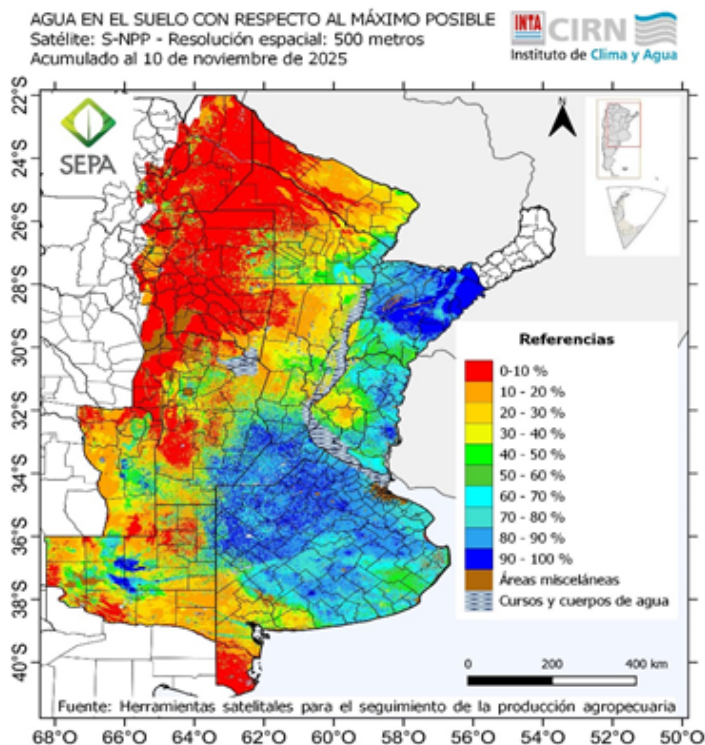 AGUA EN EL SUELO CON RESPECTO AL MÁXIMO POSIBLE
Satélite: S-NPP - Resolución espacial: 500 metros
Acumulado al 10 de noviembre de 2025
INTA CIRN
Instituto de Clima y Agua
SEPA
N
22°S
24°S
26°S
28°S
30°S
32°S
34°S
36°S
38°S
40°S
Referencias
0-10 %
10 - 20 %
20 - 30 %
30 - 40 %
40 - 50 %
50 - 60 %
60 - 70 %
70 - 80 %
80 - 90 %
90 - 100 %
Áreas misceláneas
Cursos y cuerpos de agua
0 200 400 km
Fuente: Herramientas satelitales para el seguimiento de la producción agropecuaria
68°O 66°O 64°O 62°O 60°O 58°O 56°O 54°O 52°O 50°O